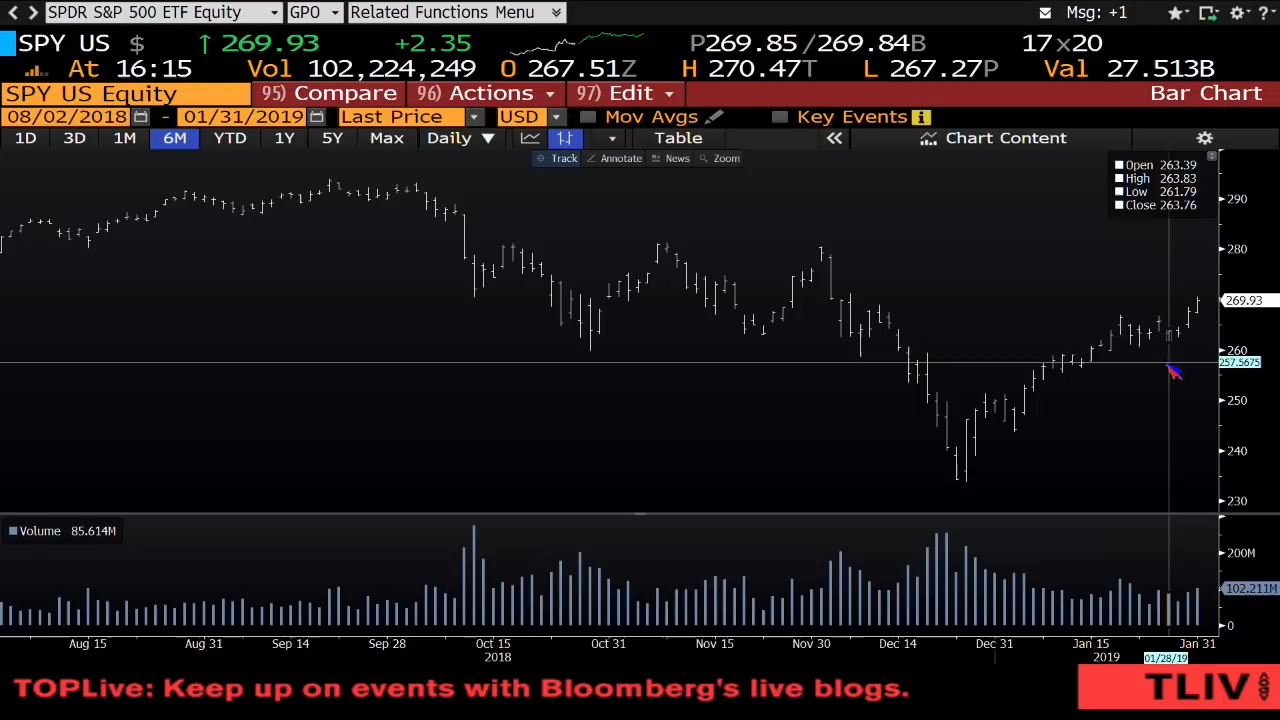 SPDR S&P 500 ETF Equity GPO Related Functions Menu Msg: +1 ?
SPY US $ ↑ 269.93 +2.35 P269.85/269.84B 17x20
At 16:15 Vol 102,224,249 O 267.51Z H 270.47T L 267.27P Val 27.513B
SPY US Equity 95) Compare 96) Actions 97) Edit Bar Chart
08/02/2018 - 01/31/2019 Last Price USD Mov Avgs Key Events i
1D 3D 1M 6M YTD 1Y 5Y Max Daily ▼ Table « Chart Content
Track Annotate News Zoom
Open 263.39
High 263.83
Low 261.79
Close 263.76
290
280
269.93
260
257.5675
250
240
230
Volume 85.614M
200M
102.211M
0
Aug 15 Aug 31 Sep 14 Sep 28 Oct 15 Oct 31 Nov 15 Nov 30 Dec 14 Dec 31 Jan 15 Jan 31
2018 2019 01/28/19
TOPLive: Keep up on events with Bloomberg's live blogs.
TLIV